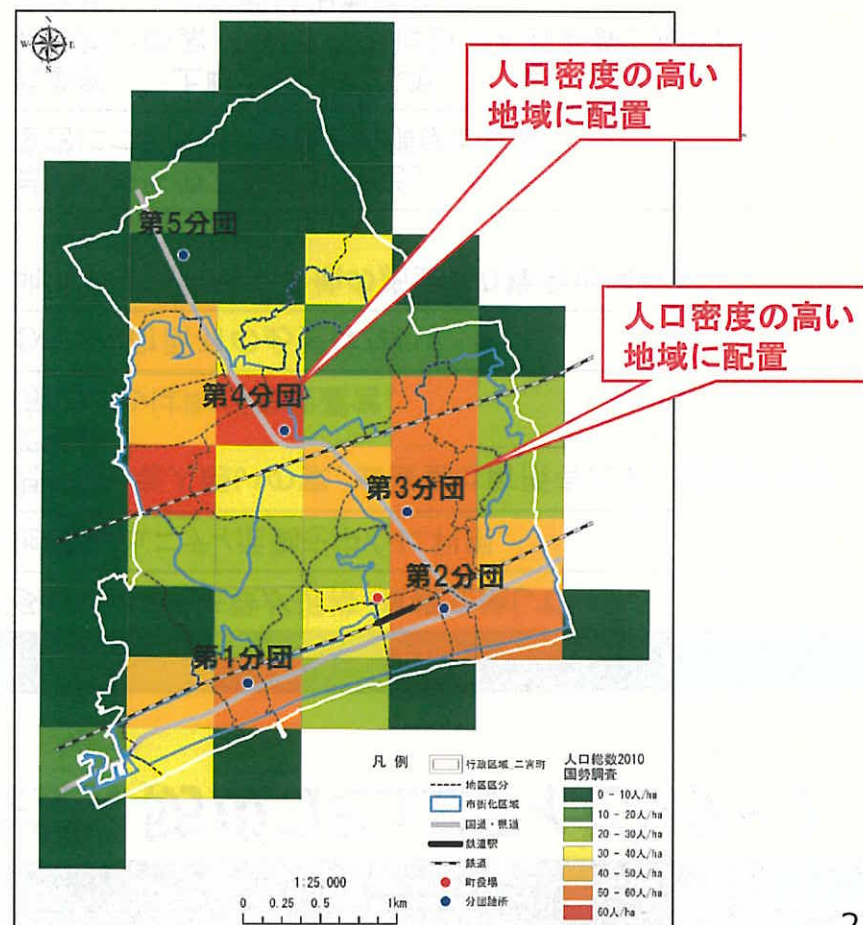 N
W
E
S
人口密度の高い
地域に配置
第5分団
人口密度の高い
地域に配置
第4分団
第3分団
第2分団
第1分団
凡 例
行政区域_二宮町
地区区分
市街化区域
国道・県道
鉄道駅
鉄道
町役場
分団詰所
人口総数2010
国勢調査
0 - 10人/ha
10 - 20人/ha
20 - 30人/ha
30 - 40人/ha
40 - 50人/ha
50 - 60人/ha
60人/ha -
1:25,000
0 0.25 0.5 1km
2